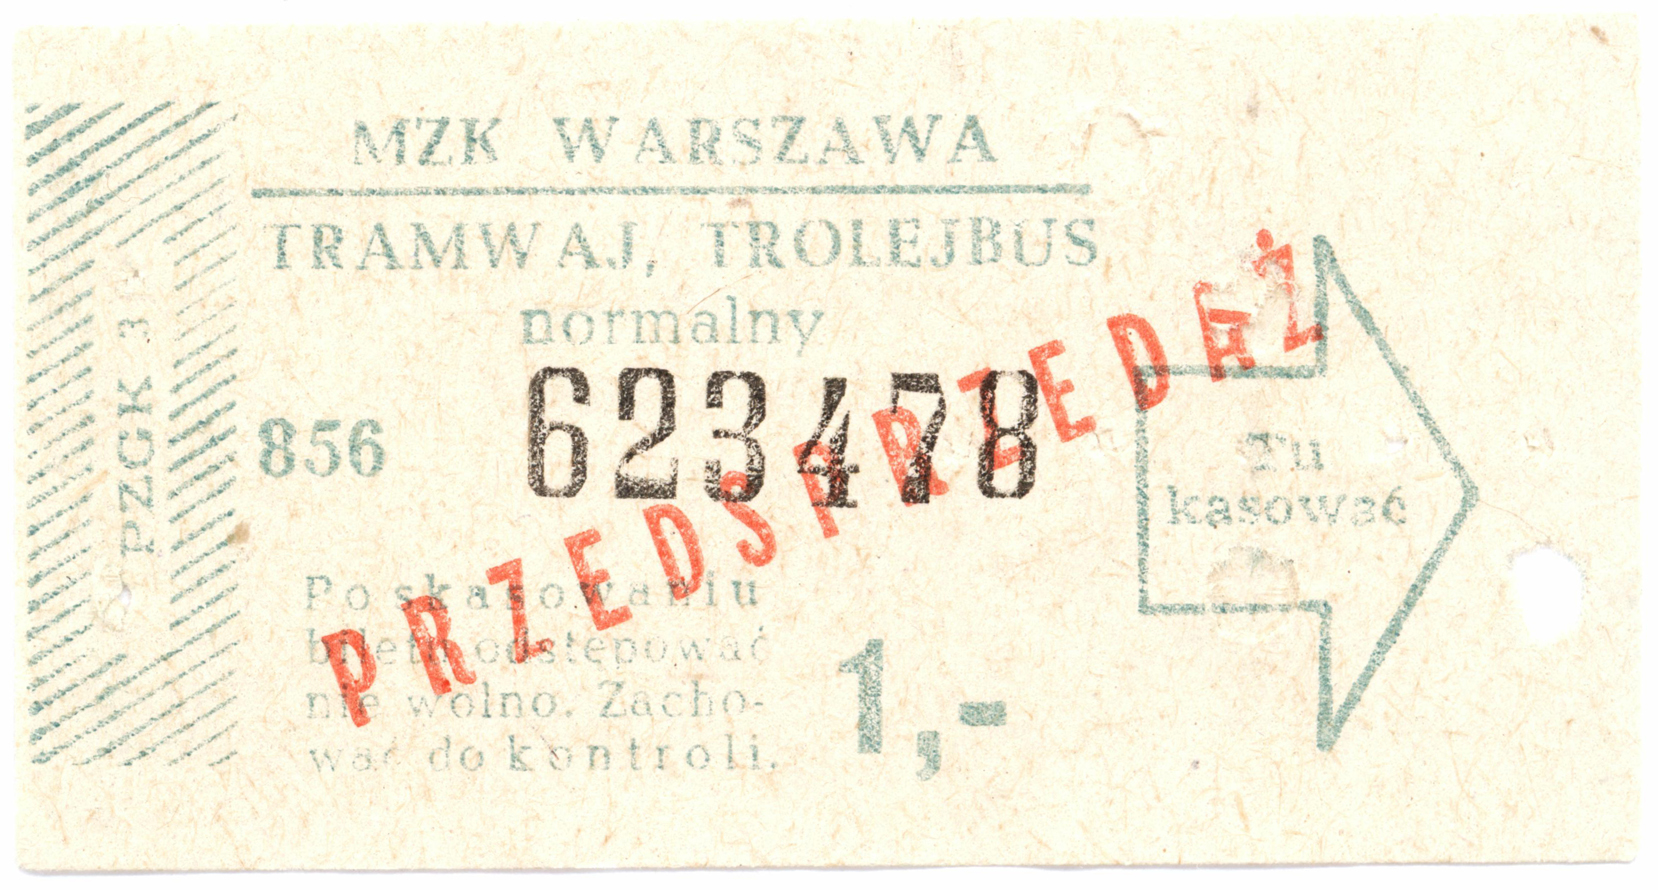 MZK WARSZAWA
TRAMWAJ, TROLEJBUS
normalny
856
623478
PRZEDSPRZEDAŻ
Tu
kasować
Po skasowaniu
biletu odstępować
nie wolno. Zacho-
wać do kontroli.
1,-
PZGK 3